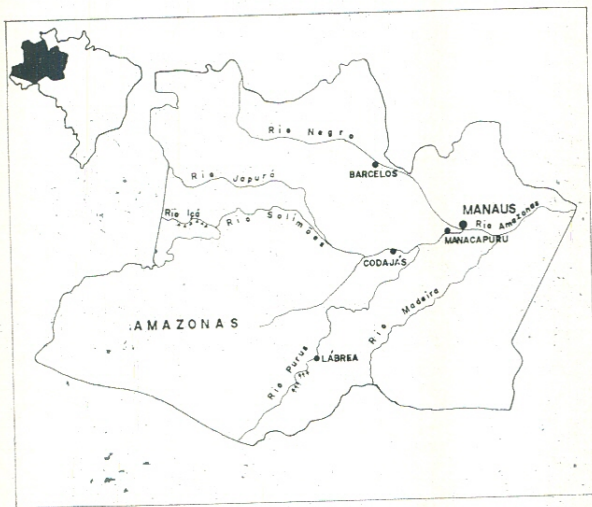 Rio Negro
BARCELOS
Rio Japurá
MANAUS
Rio Içá
Rio Solimões
Rio Amazonas
MANACAPURU
CODAJÁS
Rio Madeira
AMAZONAS
Rio Purus
LÁBREA